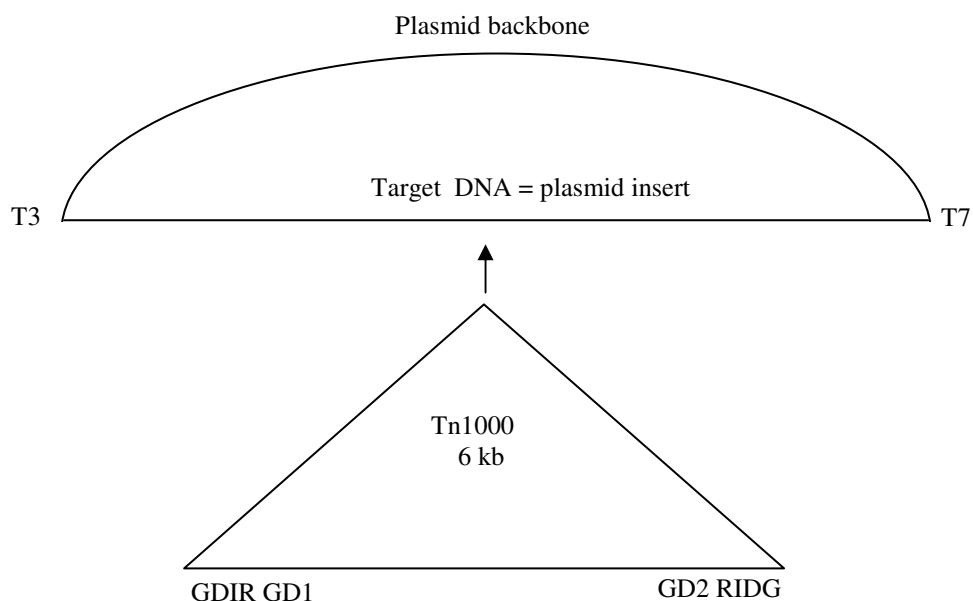 Plasmid backbone
Target DNA = plasmid insert
T3
T7
Tn1000
6 kb
GDIR GD1
GD2 RIDG